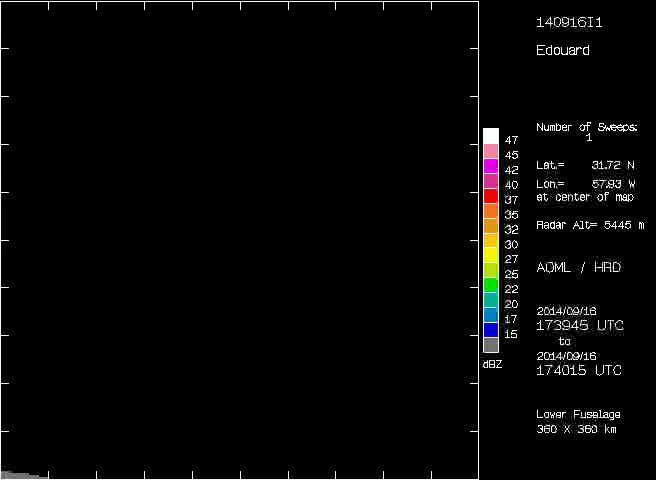 140916I1
Edouard
Number of Sweeps:
1
Lat.= 31.72 N
Lon.= 57.93 W
at center of map
Radar Alt= 5445 m
AOML / HRD
2014/09/16
173945 UTC
to
2014/09/16
174015 UTC
Lower Fuselage
360 X 360 km
47
45
42
40
37
35
32
30
27
25
22
20
17
15
dBZ